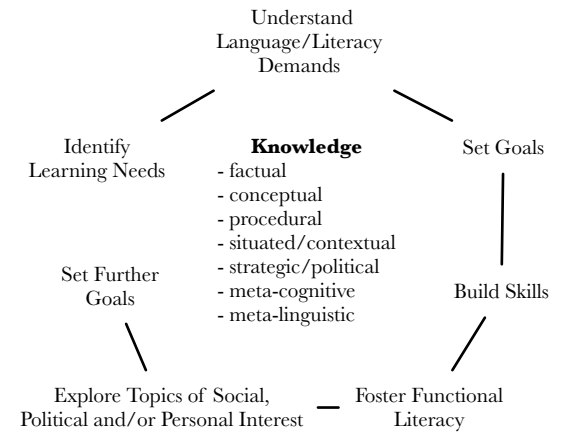 Understand
Language/Literacy
Demands
Identify
Learning Needs
Knowledge
- factual
- conceptual
- procedural
- situated/contextual
- strategic/political
- meta-cognitive
- meta-linguistic
Set Goals
Set Further
Goals
Build Skills
Explore Topics of Social,
Political and/or Personal Interest
Foster Functional
Literacy